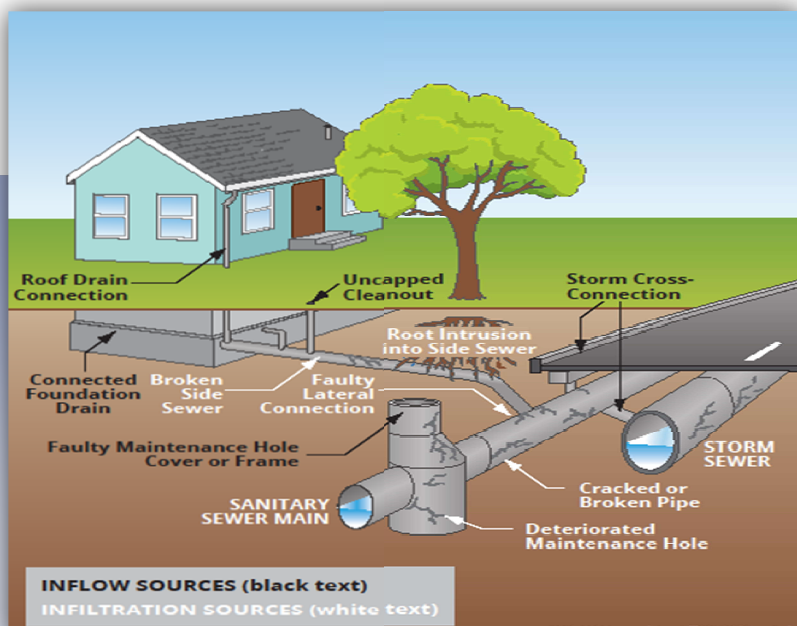 Roof Drain
Connection
Uncapped
Cleanout
Storm Cross-
Connection
Root Intrusion
into Side Sewer
Connected
Foundation
Drain
Broken
Side
Sewer
Faulty
Lateral
Connection
Faulty Maintenance Hole
Cover or Frame
STORM
SEWER
SANITARY
SEWER MAIN
Cracked or
Broken Pipe
Deteriorated
Maintenance Hole
INFLOW SOURCES (black text)
INFILTRATION SOURCES (white text)